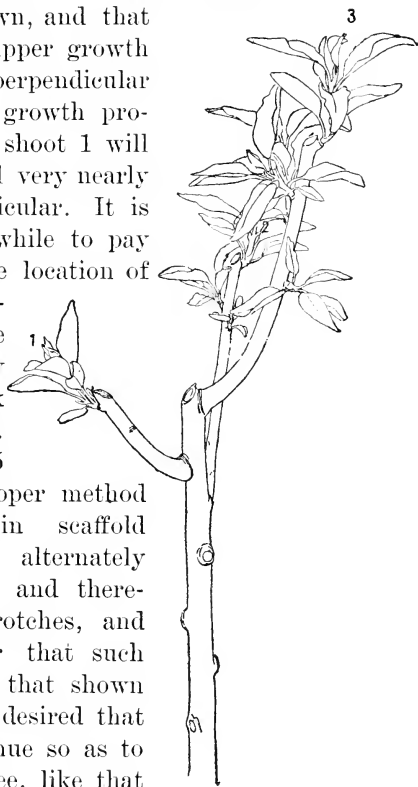 wn, and that
pper growth
perpendicular
growth pro-
shoot 1 will
very nearly
icular. It is
while to pay
e location of
oper method
in scaffold
alternately
and there-
rotches, and
that such
that shown
desired that
nue so as to
ee, like that
3
2
1